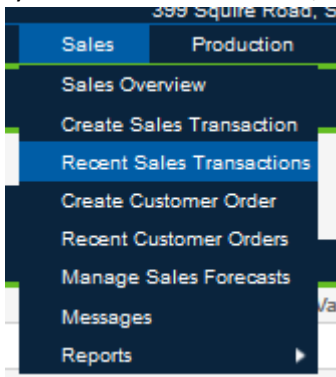 399 Squire Road, S
Sales Production
Sales Overview
Create Sales Transaction
Recent Sales Transactions
Create Customer Order
Recent Customer Orders
Manage Sales Forecasts
Messages
Reports